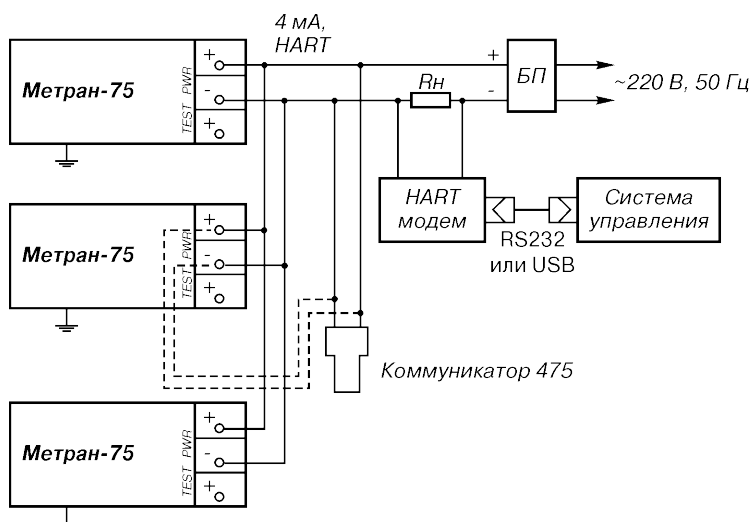 4 мА,
HART
Метран-75
TEST PWR
+
-
+
Rн
+
-
БП
~220 В, 50 Гц
HART
модем
RS232
или USB
Система
управления
Метран-75
TEST PWR
+
-
+
Коммуникатор 475
Метран-75
TEST PWR
+
-
+